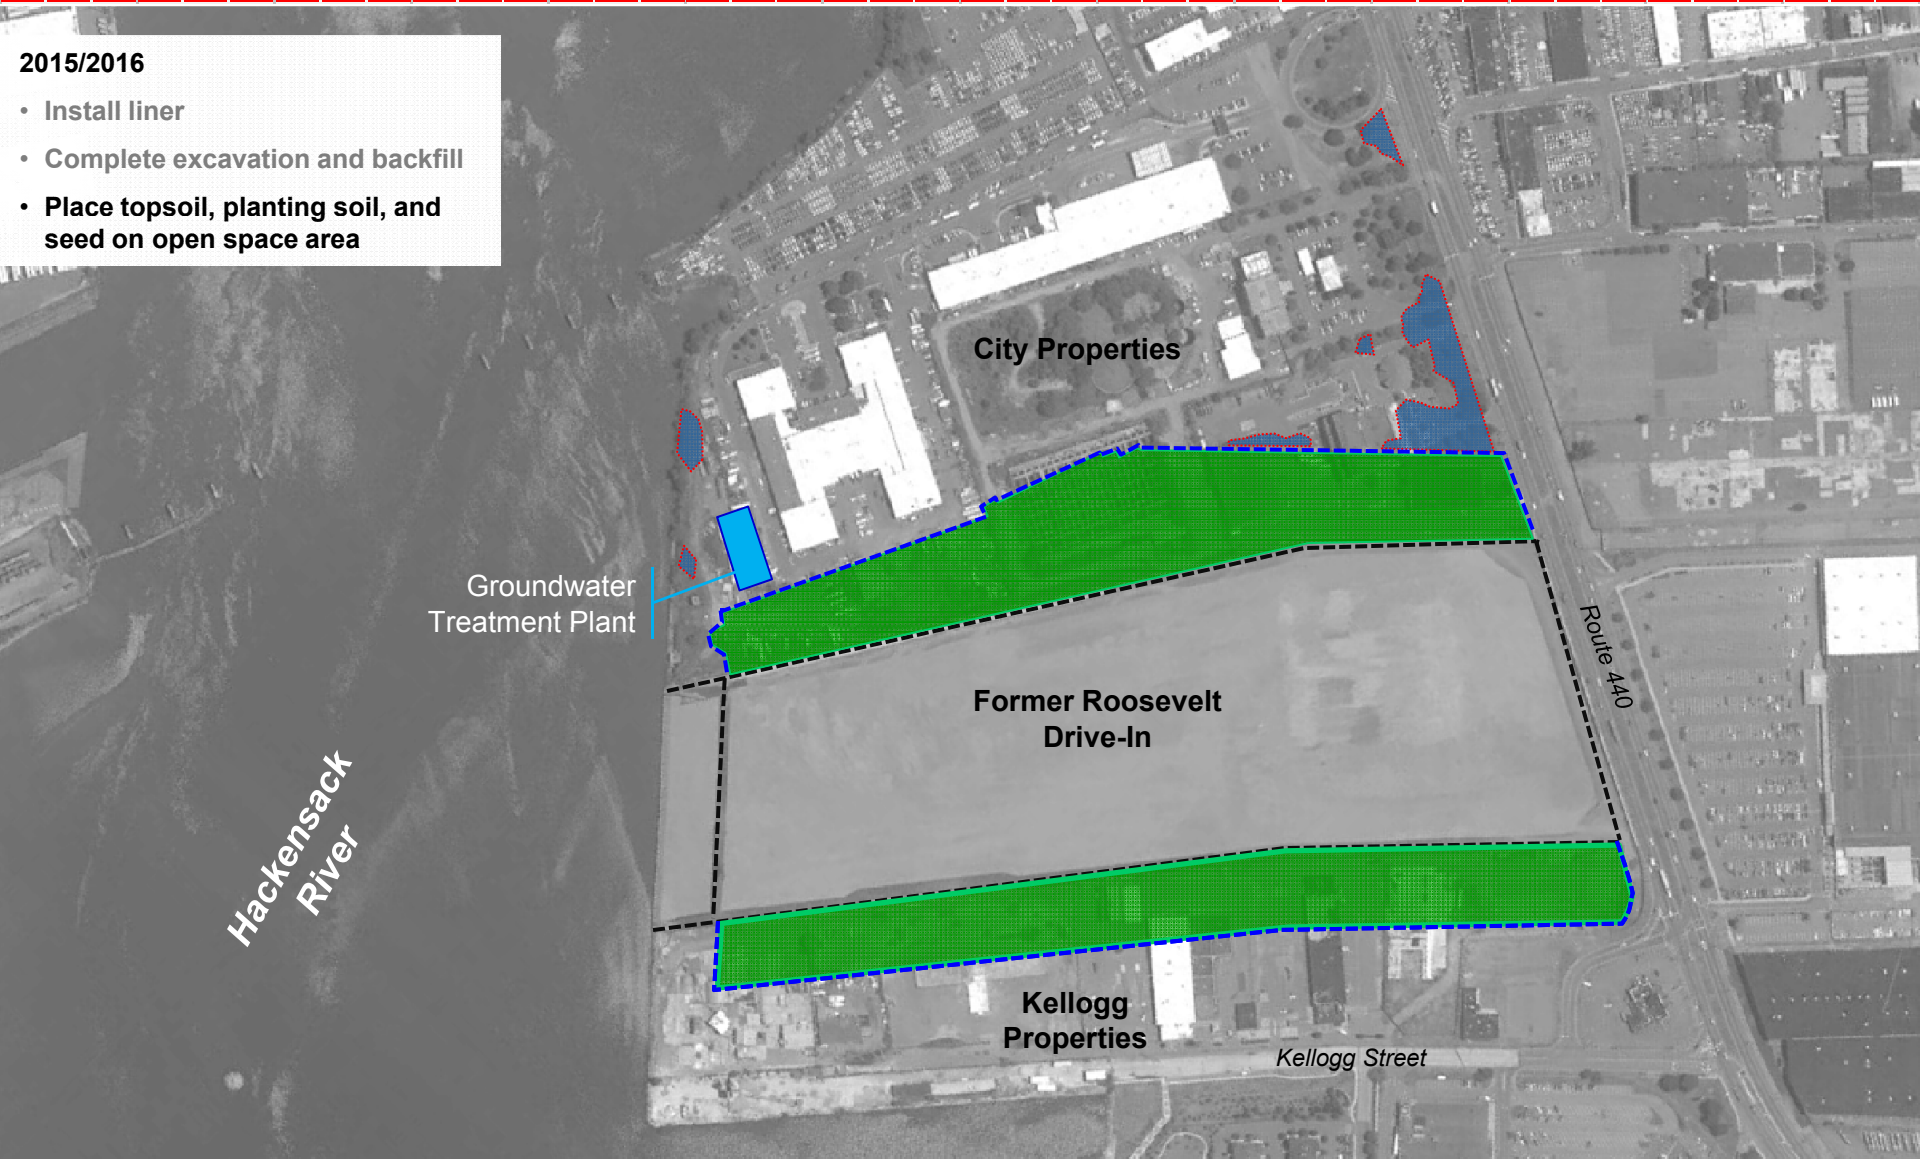 2015/2016
• Install liner
• Complete excavation and backfill
• Place topsoil, planting soil, and
seed on open space area
City Properties
Groundwater
Treatment Plant
Route 440
Former Roosevelt
Drive-In
Hackensack
River
Kellogg
Properties
Kellogg Street